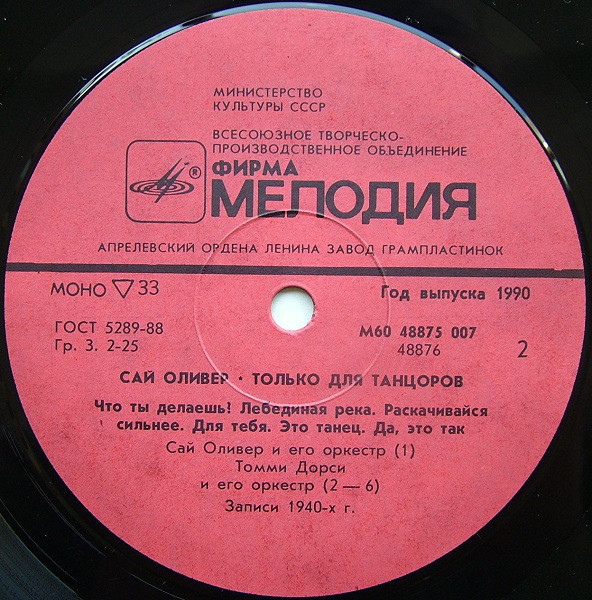 МИНИСТЕРСТВО
КУЛЬТУРЫ СССР
ВСЕСОЮЗНОЕ ТВОРЧЕСКО-
ПРОИЗВОДСТВЕННОЕ ОБЪЕДИНЕНИЕ
®
ФИРМА
МЕЛОДИЯ
АПРЕЛЕВСКИЙ ОРДЕНА ЛЕНИНА ЗАВОД ГРАМПЛАСТИНОК
МОНО ▽ 33 Год выпуска 1990
ГОСТ 5289-88 М60 48875 007
Гр. 3. 2-25 48876 2
САЙ ОЛИВЕР · ТОЛЬКО ДЛЯ ТАНЦОРОВ
Что ты делаешь! Лебединая река. Раскачивайся
сильнее. Для тебя. Это танец. Да, это так
Сай Оливер и его оркестр (1)
Томми Дорси
и его оркестр (2 — 6)
Записи 1940-х г.